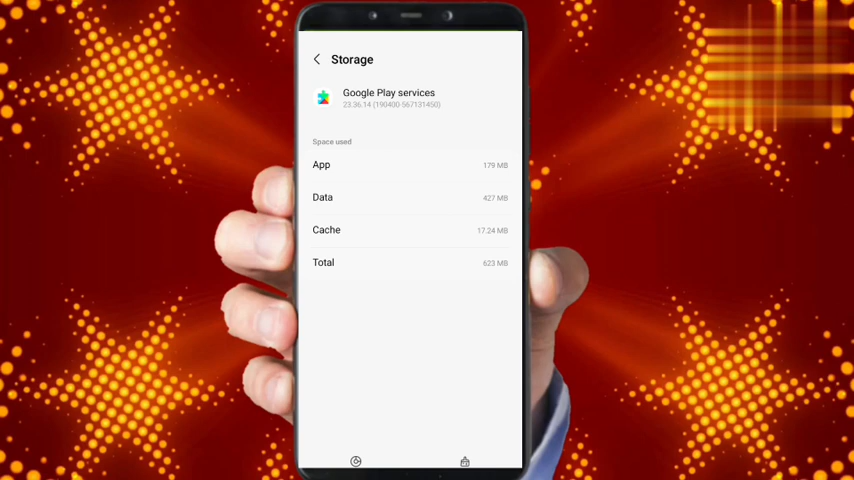 Storage
Google Play services
23.36.14 (190400-567131450)
Space used
App 179 MB
Data 427 MB
Cache 17.24 MB
Total 623 MB